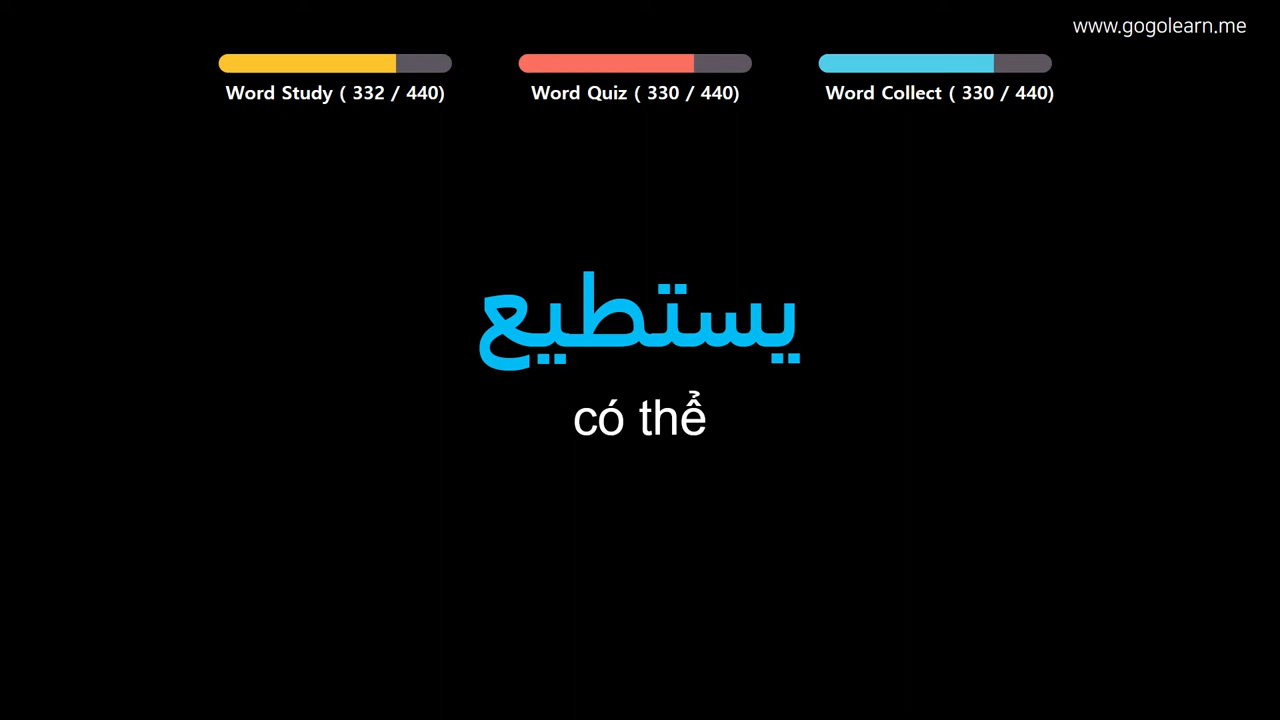 www.gogolearn.me
Word Study ( 332 / 440)
Word Quiz ( 330 / 440)
Word Collect ( 330 / 440)
يستطيع
có thể